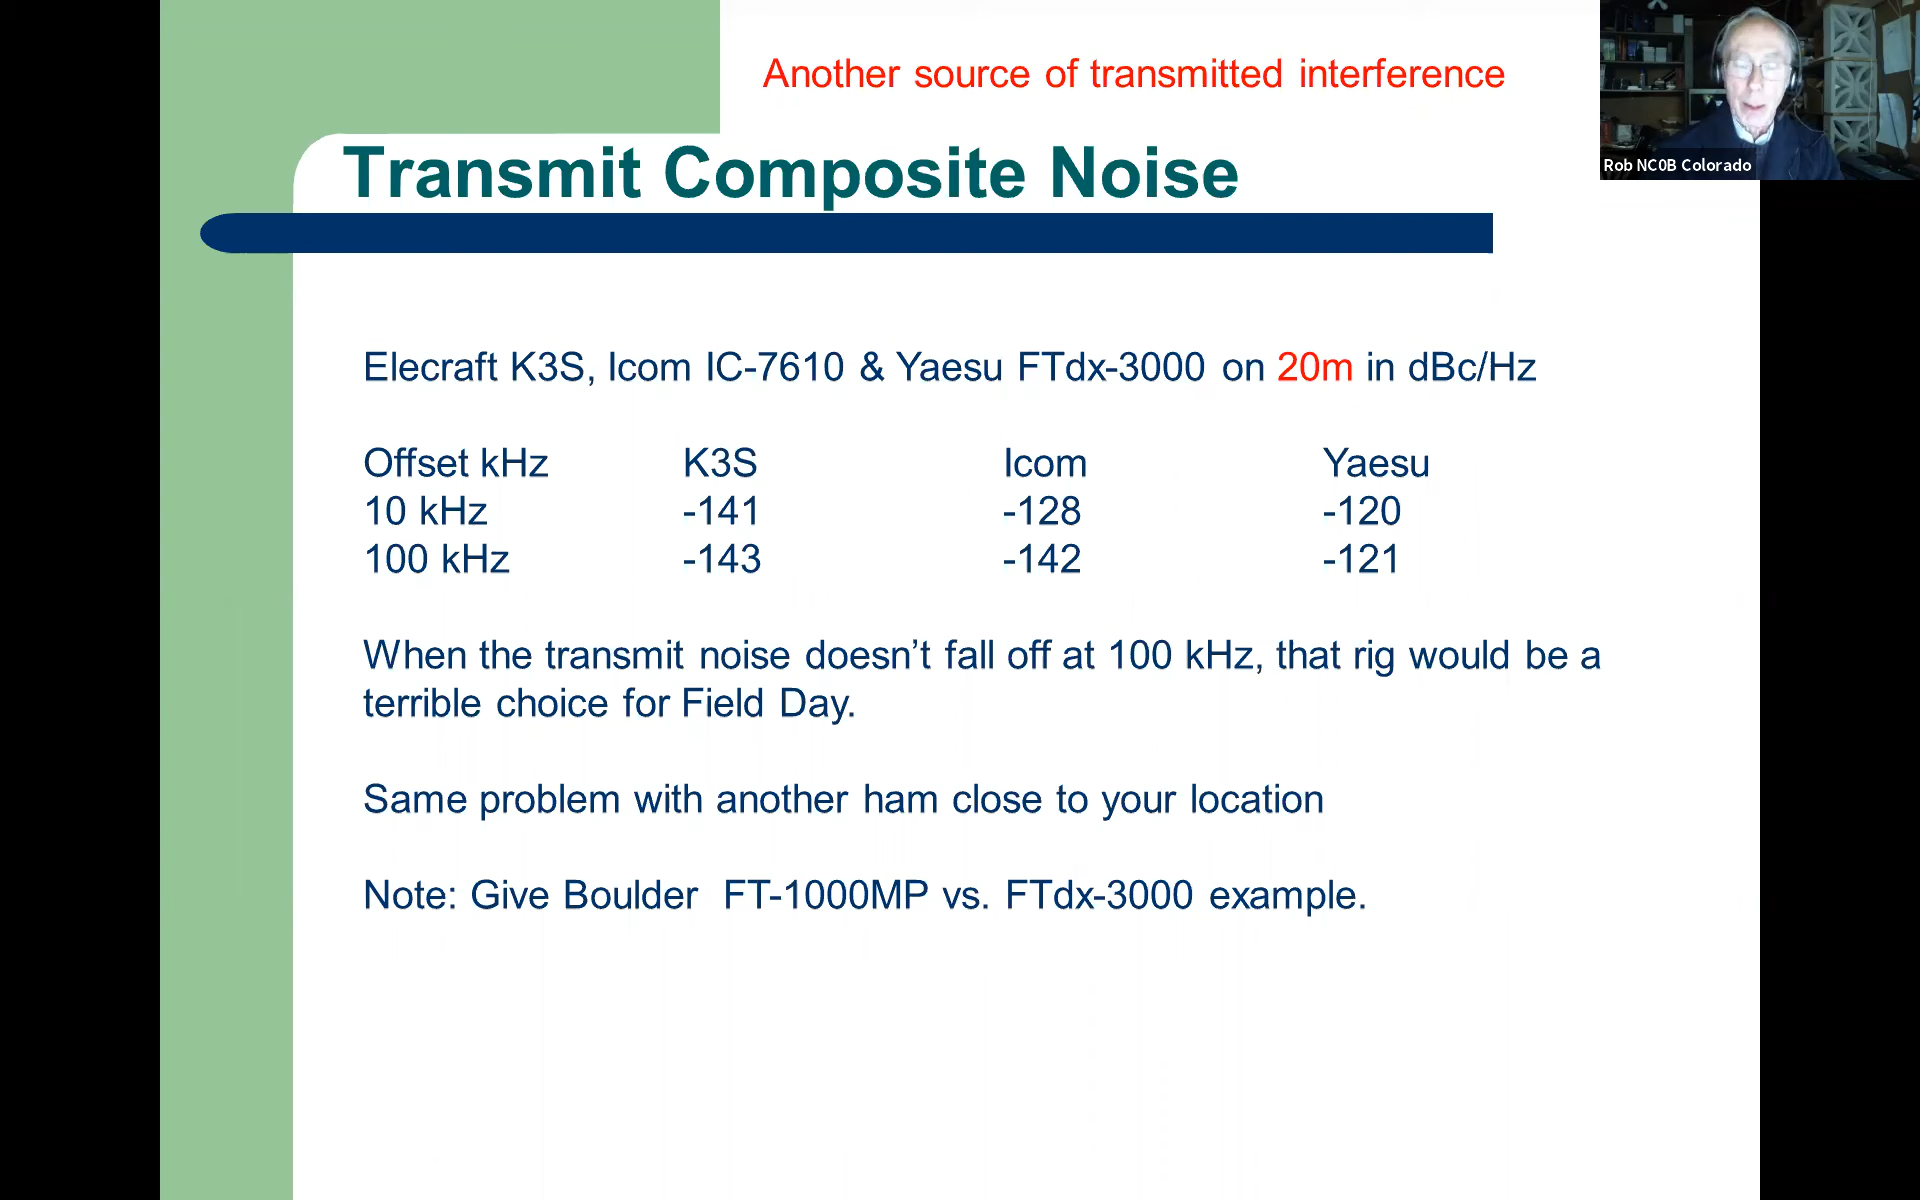 Another source of transmitted interference
Rob NC0B Colorado
Transmit Composite Noise
Elecraft K3S, Icom IC-7610 & Yaesu FTdx-3000 on 20m in dBc/Hz
Offset kHz K3S Icom Yaesu
10 kHz -141 -128 -120
100 kHz -143 -142 -121
When the transmit noise doesn’t fall off at 100 kHz, that rig would be a
terrible choice for Field Day.
Same problem with another ham close to your location
Note: Give Boulder  FT-1000MP vs. FTdx-3000 example.